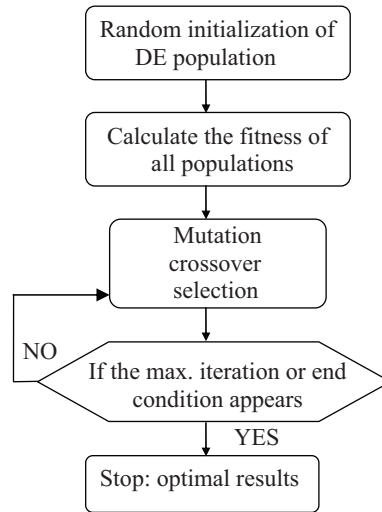 Random initialization of
DE population
Calculate the fitness of
all populations
Mutation
crossover
selection
NO
If the max. iteration or end
condition appears
YES
Stop: optimal results